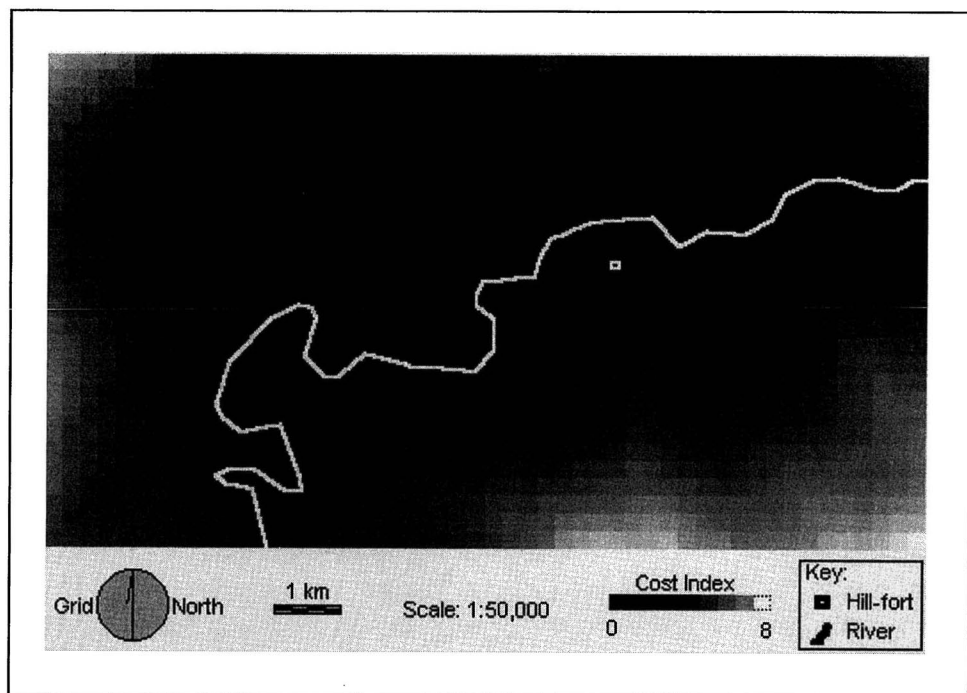 Grid North
1 km
Scale: 1:50,000
Cost Index
0 8
Key:
Hill-fort
River